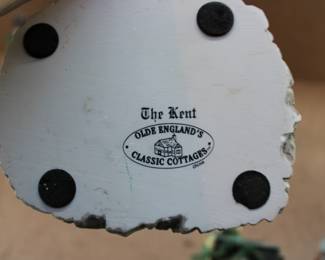 The Kent
OLDE ENGLAND'S
CLASSIC COTTAGES